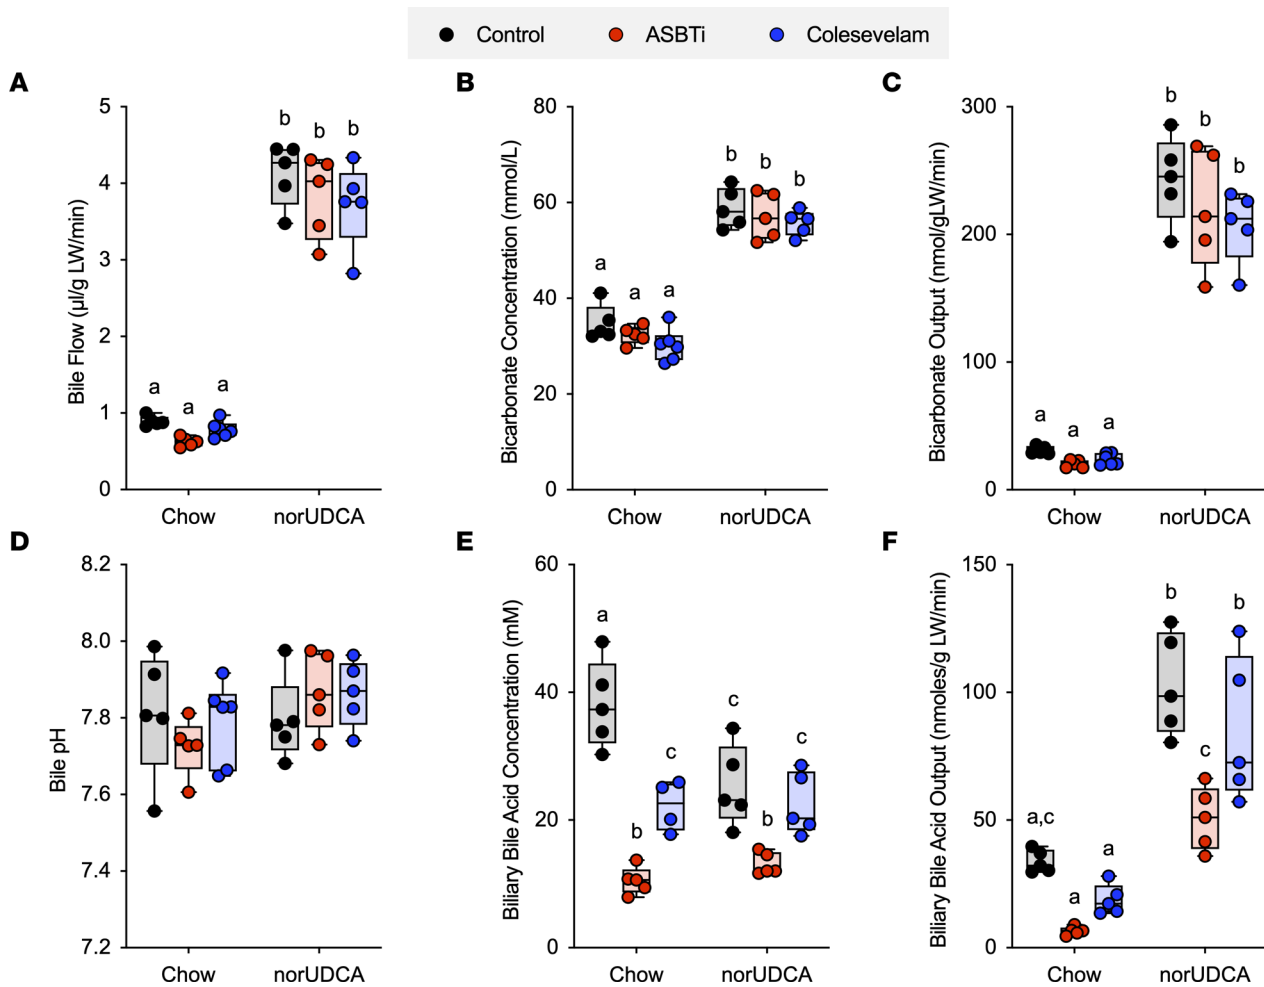 Control ASBTi Colesevelam
A
Bile Flow (µl/g LW/min)
5
4
3
2
1
0
a a a
b b b
Chow norUDCA
B
Bicarbonate Concentration (mmol/L)
80
60
40
20
0
a a a
b b b
Chow norUDCA
C
Bicarbonate Output (nmol/gLW/min)
300
200
100
0
a a a
b b b
Chow norUDCA
D
Bile pH
8.2
8.0
7.8
7.6
7.4
7.2
Chow norUDCA
E
Biliary Bile Acid Concentration (mM)
60
40
20
0
a b c
c b c
Chow norUDCA
F
Biliary Bile Acid Output (nmoles/g LW/min)
150
100
50
0
a,c a a
b c b
Chow norUDCA